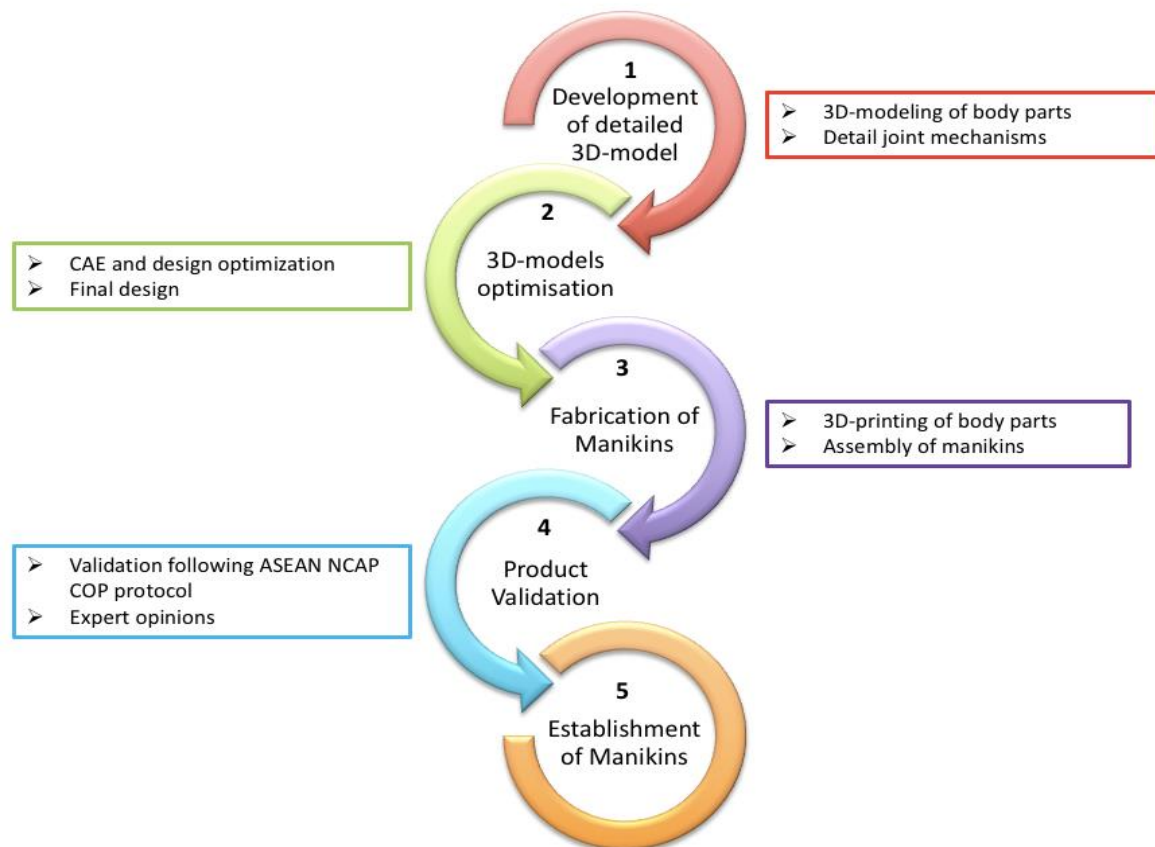 1
Development
of detailed
3D-model
➢ 3D-modeling of body parts
➢ Detail joint mechanisms
2
3D-models
optimisation
➢ CAE and design optimization
➢ Final design
3
Fabrication of
Manikins
➢ 3D-printing of body parts
➢ Assembly of manikins
4
Product
Validation
➢ Validation following ASEAN NCAP
COP protocol
➢ Expert opinions
5
Establishment
of Manikins